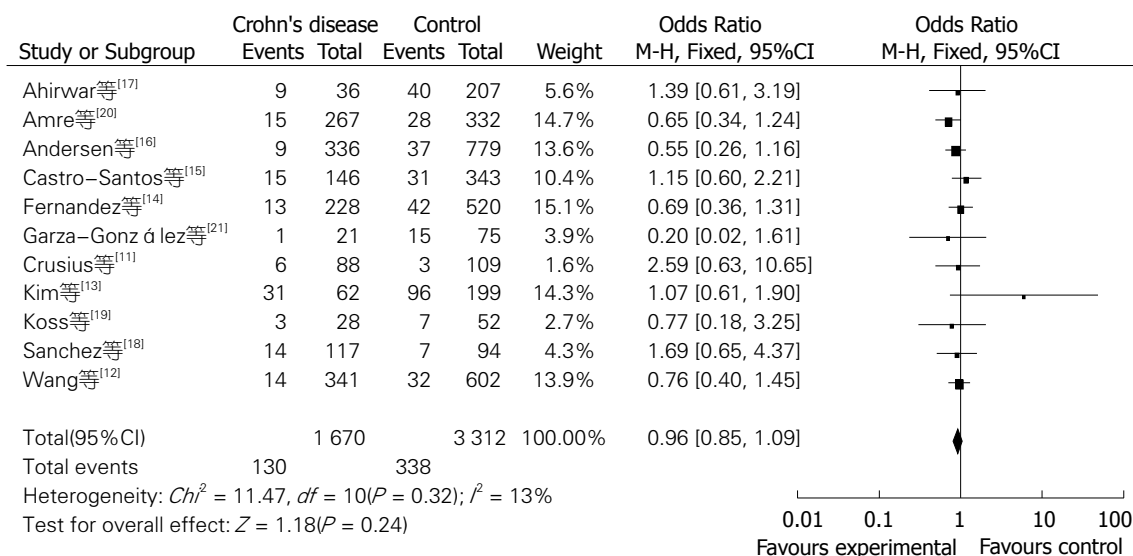 Crohn's disease Control Odds Ratio Odds Ratio
Study or Subgroup Events Total Events Total Weight M-H, Fixed, 95%CI M-H, Fixed, 95%CI
Ahirwar等[17] 9 36 40 207 5.6% 1.39 [0.61, 3.19]
Amre等[20] 15 267 28 332 14.7% 0.65 [0.34, 1.24]
Andersen等[16] 9 336 37 779 13.6% 0.55 [0.26, 1.16]
Castro-Santos等[15] 15 146 31 343 10.4% 1.15 [0.60, 2.21]
Fernandez等[14] 13 228 42 520 15.1% 0.69 [0.36, 1.31]
Garza-Gonz á lez等[21] 1 21 15 75 3.9% 0.20 [0.02, 1.61]
Crusius等[11] 6 88 3 109 1.6% 2.59 [0.63, 10.65]
Kim等[13] 31 62 96 199 14.3% 1.07 [0.61, 1.90]
Koss等[19] 3 28 7 52 2.7% 0.77 [0.18, 3.25]
Sanchez等[18] 14 117 7 94 4.3% 1.69 [0.65, 4.37]
Wang等[12] 14 341 32 602 13.9% 0.76 [0.40, 1.45]
Total(95%CI) 1 670 3 312 100.00% 0.96 [0.85, 1.09]
Total events 130 338
Heterogeneity: Chi² = 11.47, df = 10(P = 0.32); I² = 13%
Test for overall effect: Z = 1.18(P = 0.24)
0.01 0.1 1 10 100
Favours experimental Favours control